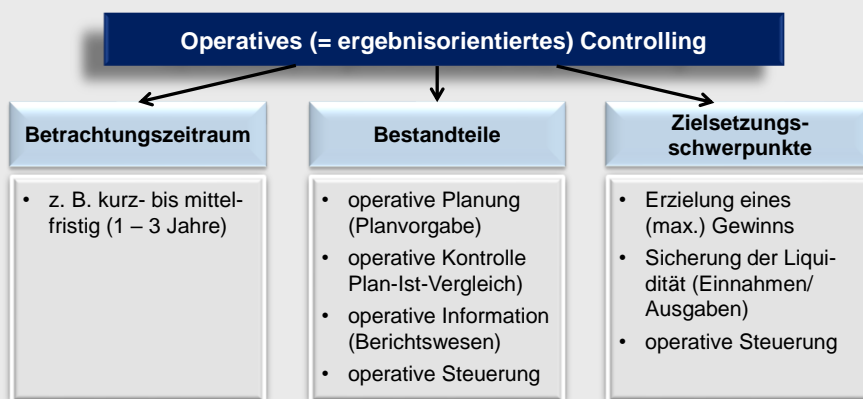 Operatives (= ergebnisorientiertes) Controlling
Betrachtungszeitraum
• z. B. kurz- bis mittel-
fristig (1 – 3 Jahre)
Bestandteile
• operative Planung
(Planvorgabe)
• operative Kontrolle
Plan-Ist-Vergleich)
• operative Information
(Berichtswesen)
• operative Steuerung
Zielsetzungs-
schwerpunkte
• Erzielung eines
(max.) Gewinns
• Sicherung der Liqui-
dität (Einnahmen/
Ausgaben)
• operative Steuerung